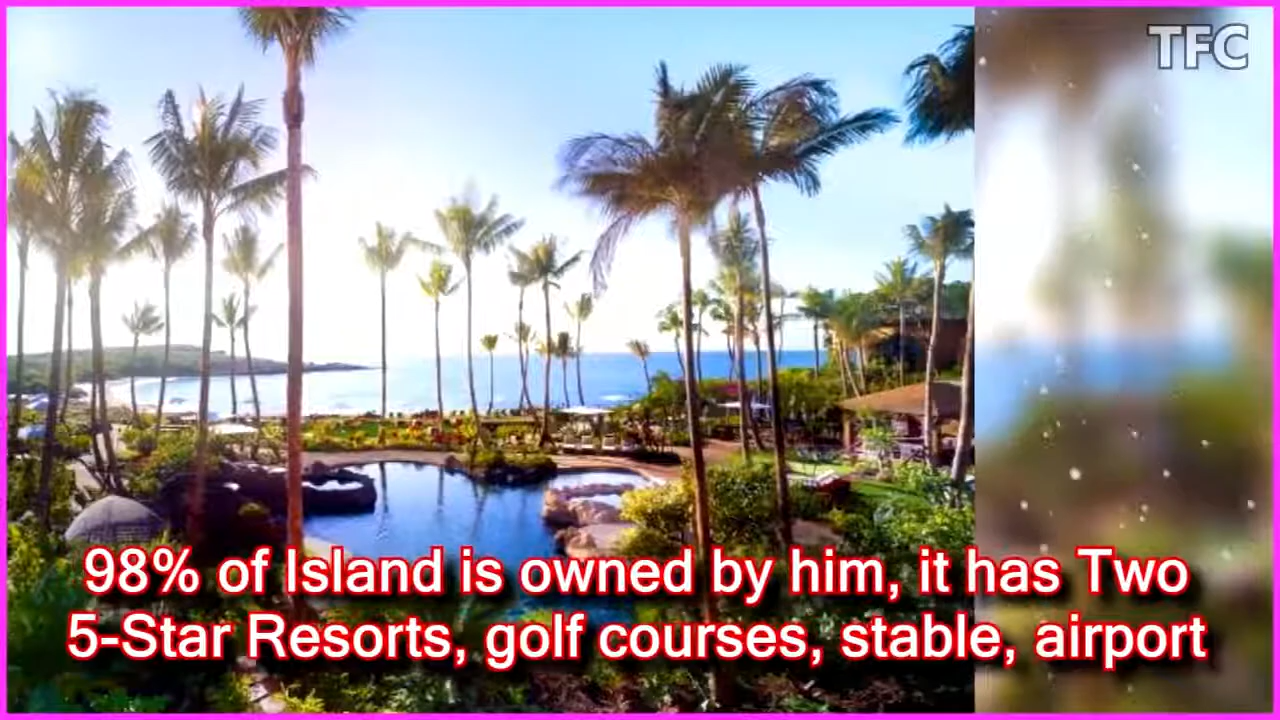 TFC
98% of Island is owned by him, it has Two
5-Star Resorts, golf courses, stable, airport